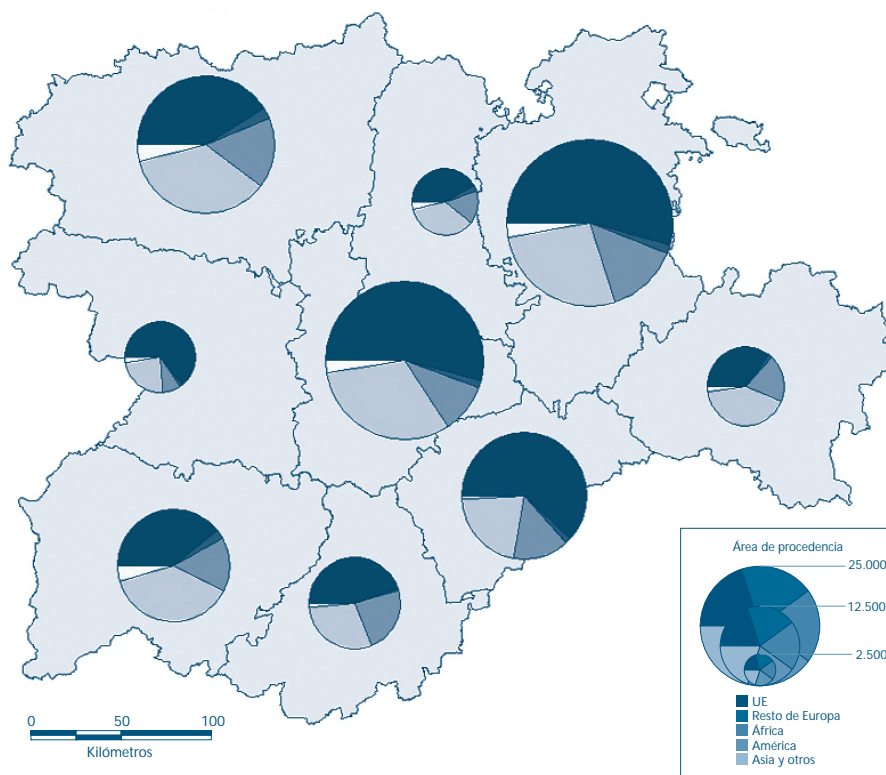 Área de procedencia
25.000
12.500
2.500
UE
Resto de Europa
África
América
Asia y otros
0 50 100
Kilómetros